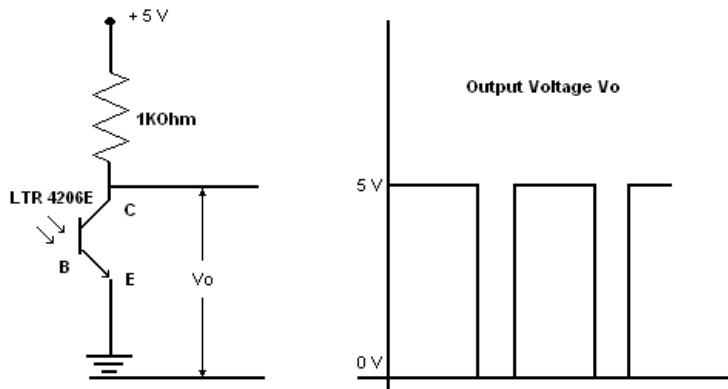 + 5 V
1KOhm
LTR 4206E
C
B
E
Vo
Output Voltage Vo
5 V
0 V